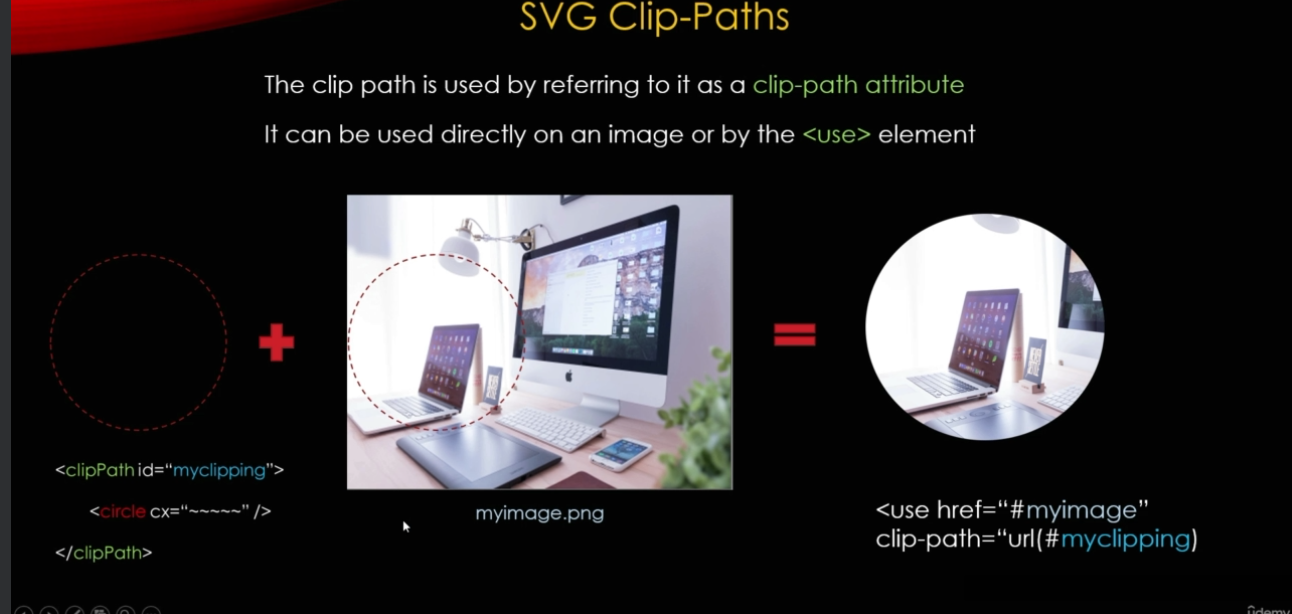 SVG Clip-Paths
The clip path is used by referring to it as a clip-path attribute
It can be used directly on an image or by the <use> element
<clipPath id=“myclipping”>
<circle cx=“~~~~~” />
</clipPath>
myimage.png
<use href=“#myimage”
clip-path=“url(#myclipping)
ûdemy